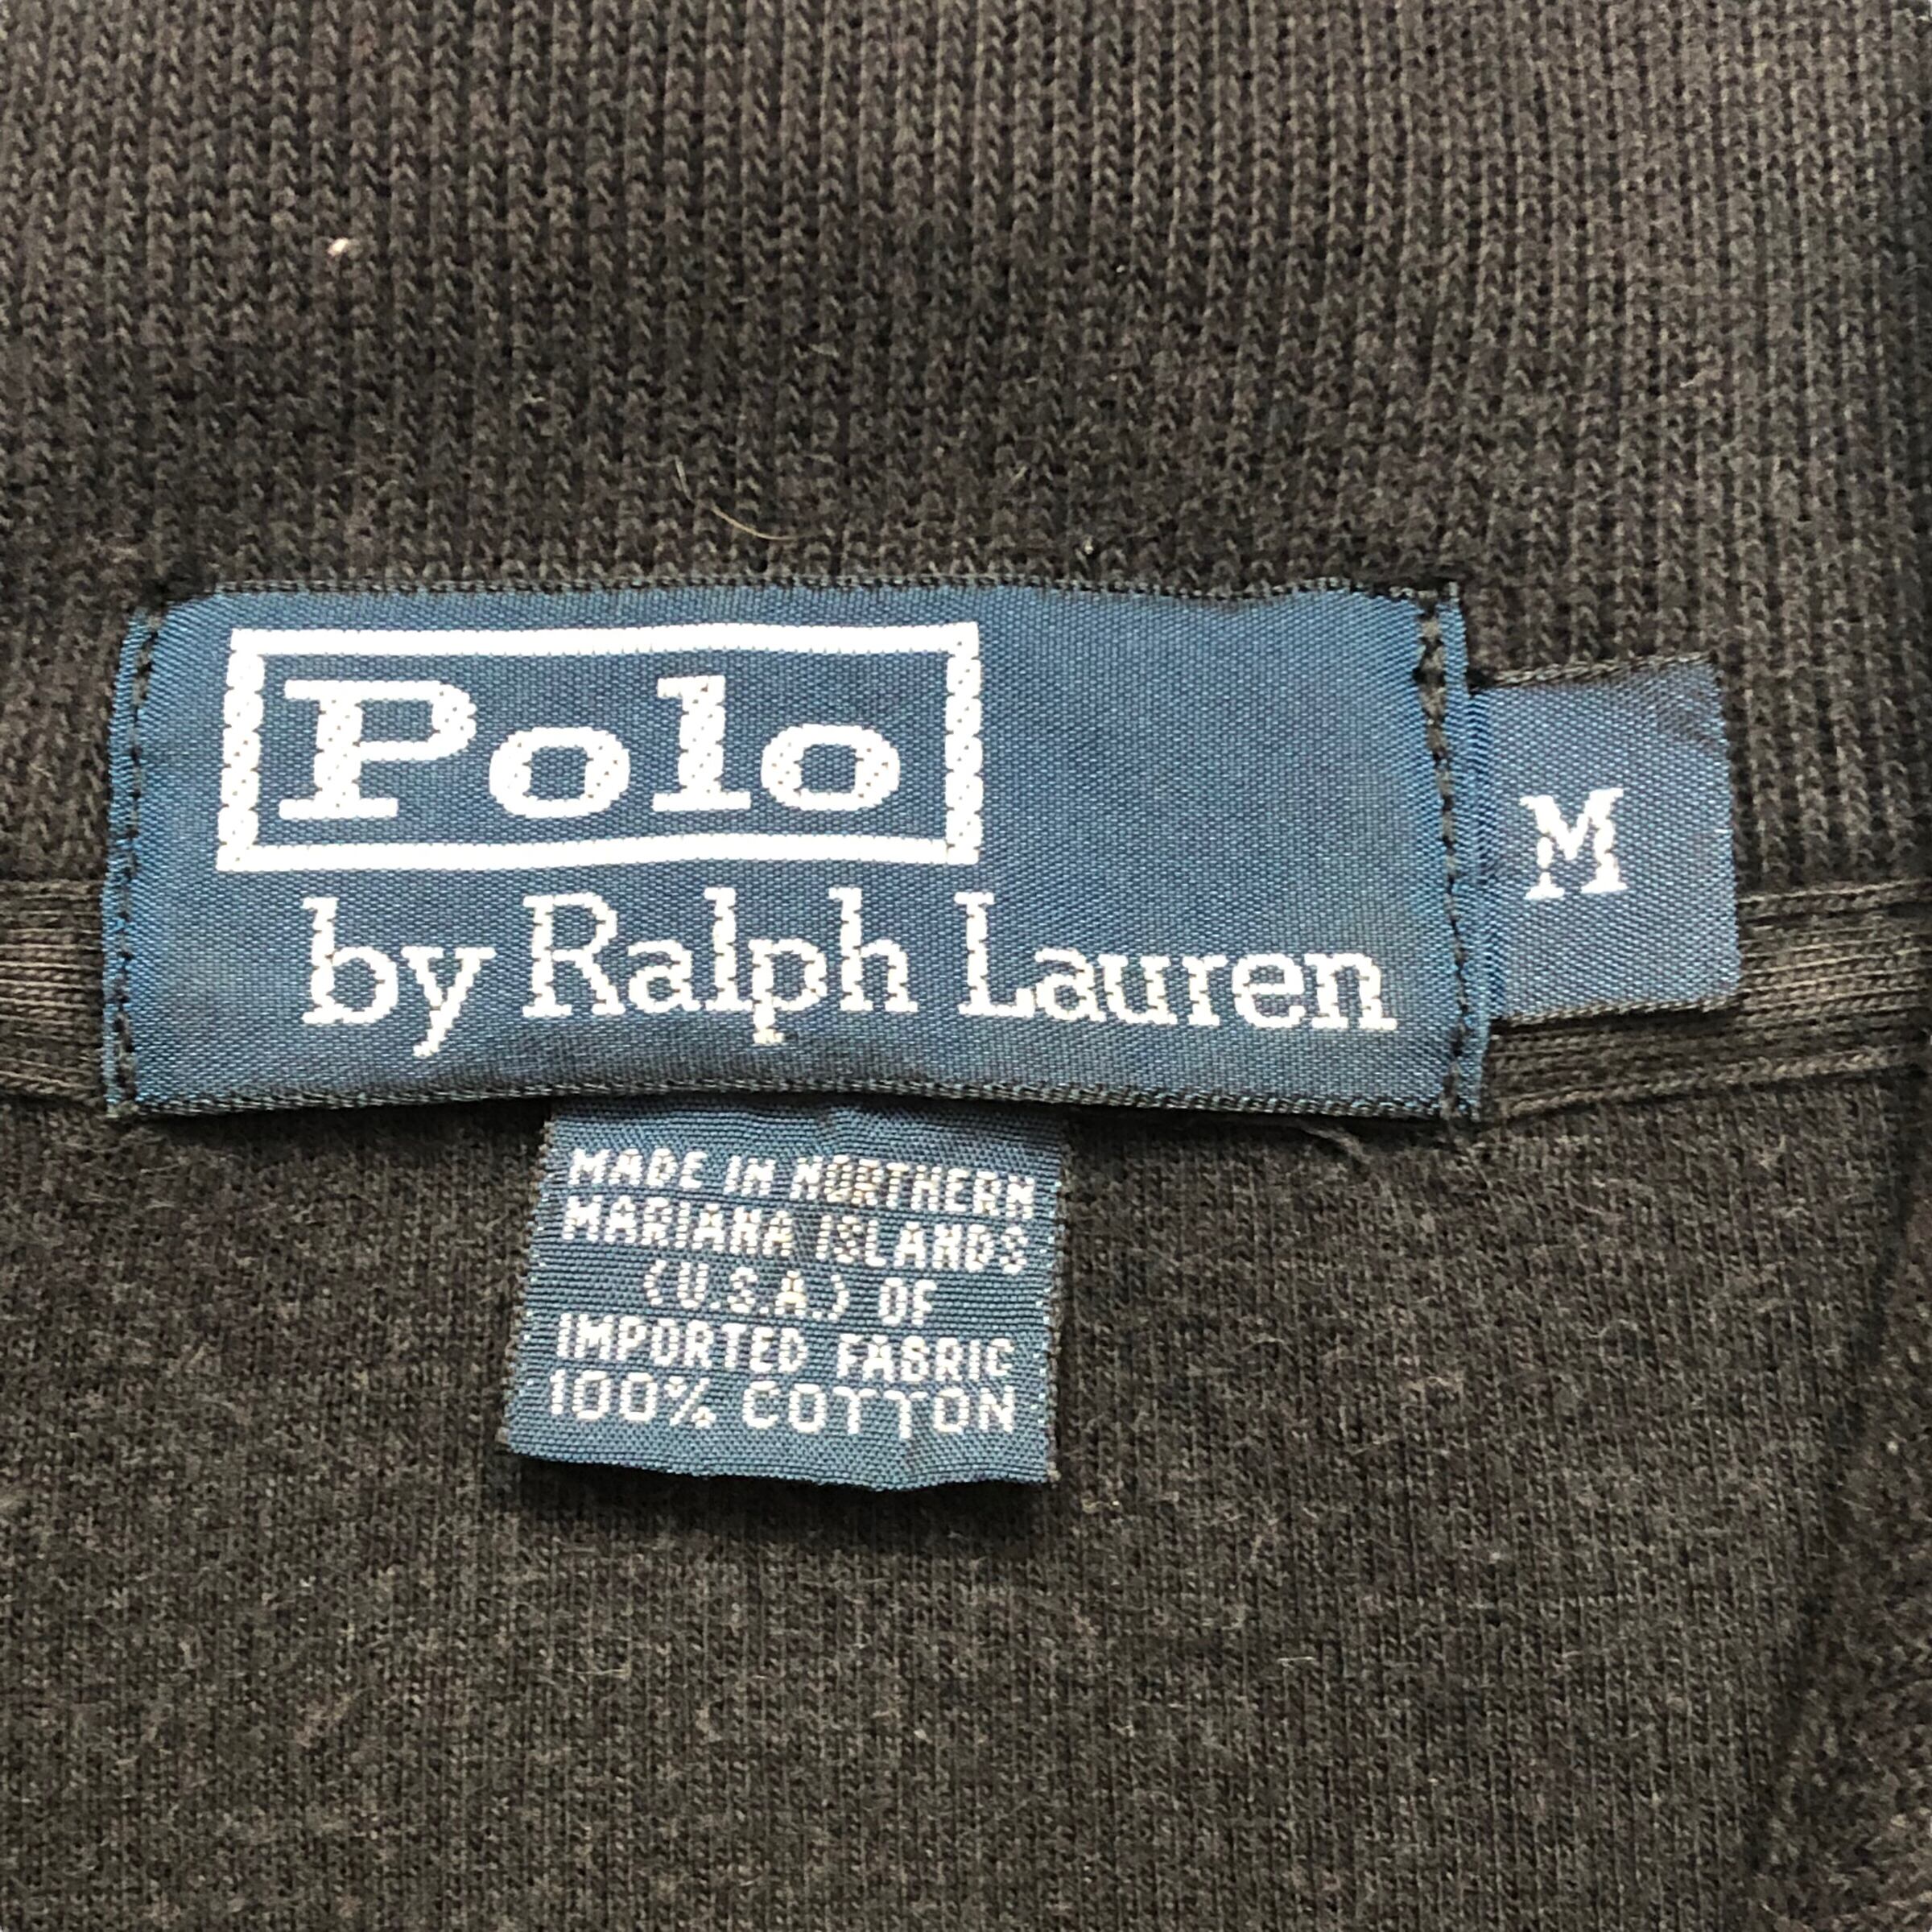 Polo
by Ralph Lauren
M
MADE IN NORTHERN
MARIANA ISLANDS
(U.S.A.) OF
IMPORTED FABRIC
100% COTTON